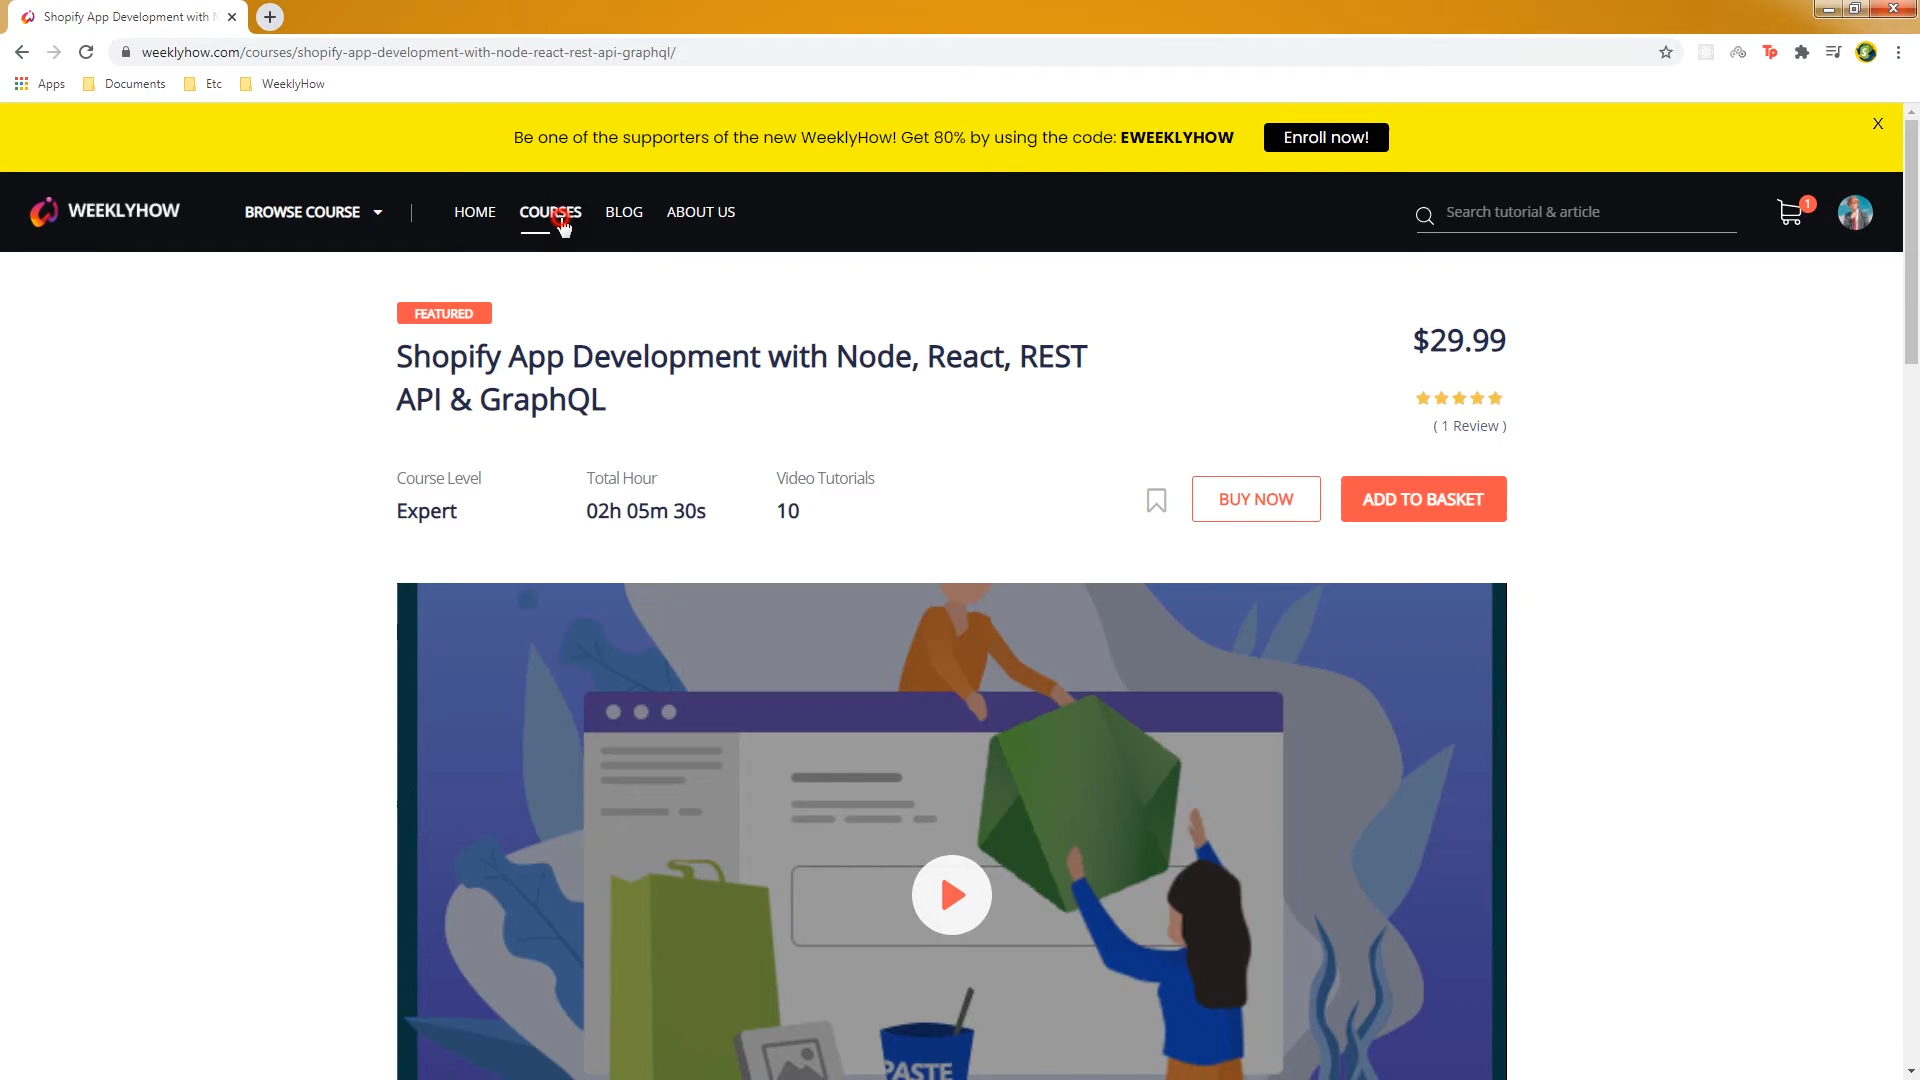 Shopify App Development with
weeklyhow.com/courses/shopify-app-development-with-node-react-rest-api-graphql/
Tp
Apps Documents Etc WeeklyHow
Be one of the supporters of the new WeeklyHow! Get 80% by using the code: EWEEKLYHOW Enroll now! X
WEEKLYHOW BROWSE COURSE HOME COURSES BLOG ABOUT US Search tutorial & article 1
FEATURED
Shopify App Development with Node, React, REST
API & GraphQL
$29.99
( 1 Review )
Course Level Total Hour Video Tutorials
Expert 02h 05m 30s 10
BUY NOW ADD TO BASKET
PASTE